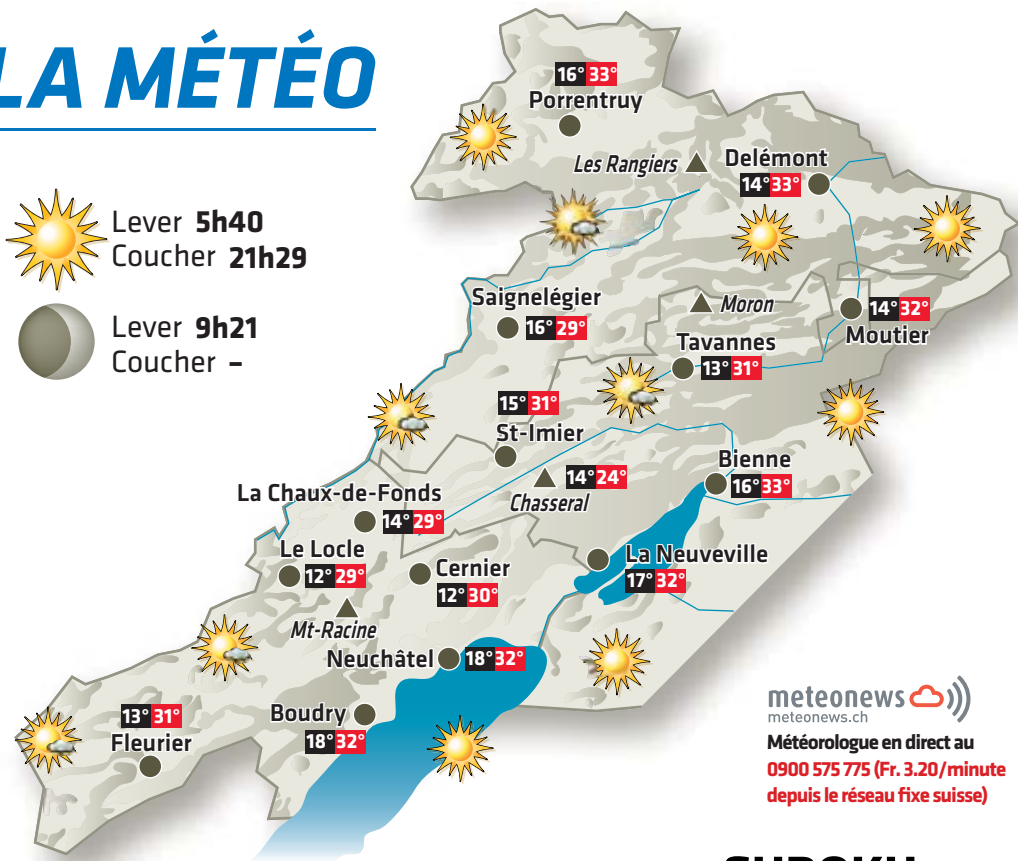 LA MÉTÉO
Lever 5h40
Coucher 21h29
Lever 9h21
Coucher –
16° 33°
Porrentruy
Les Rangiers
Delémont
14° 33°
Saignelégier
16° 29°
Moron
14° 32°
Moutier
Tavannes
13° 31°
15° 31°
St-Imier
14° 24°
Chasseral
Bienne
16° 33°
La Chaux-de-Fonds
14° 29°
Le Locle
12° 29°
Cernier
12° 30°
La Neuveville
17° 32°
Mt-Racine
Neuchâtel 18° 32°
Boudry
18° 32°
13° 31°
Fleurier
meteonews
meteonews.ch
Météorologue en direct au
0900 575 775 (Fr. 3.20/minute
depuis le réseau fixe suisse)